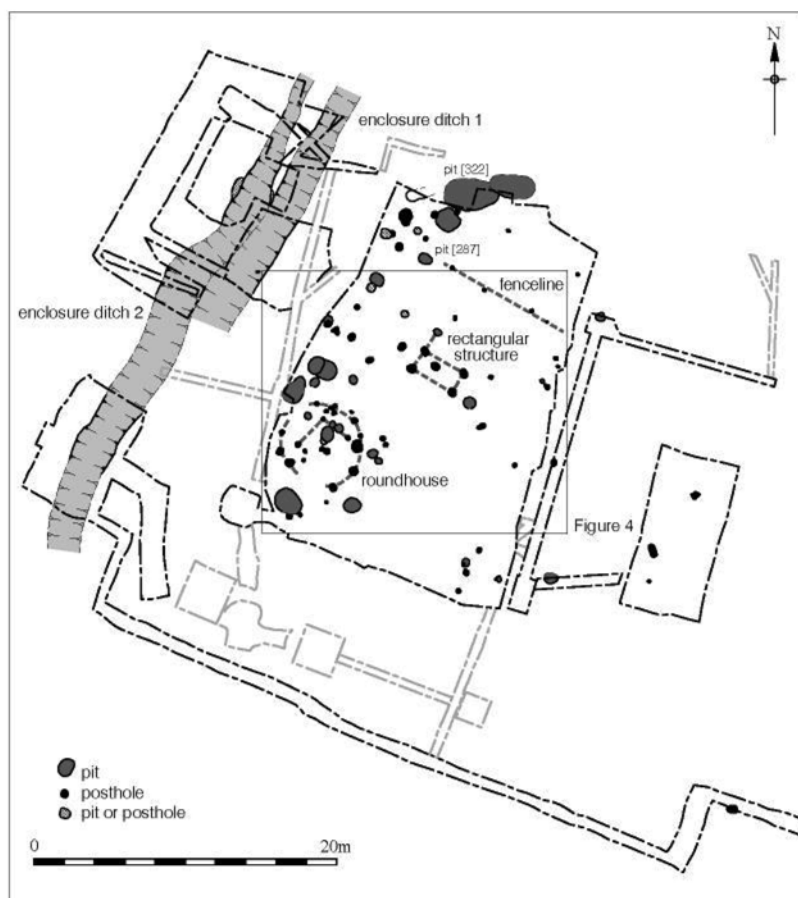 N
enclosure ditch 1
pit [322]
pit [287]
fenceline
enclosure ditch 2
rectangular
structure
roundhouse
Figure 4
pit
posthole
pit or posthole
0 20m